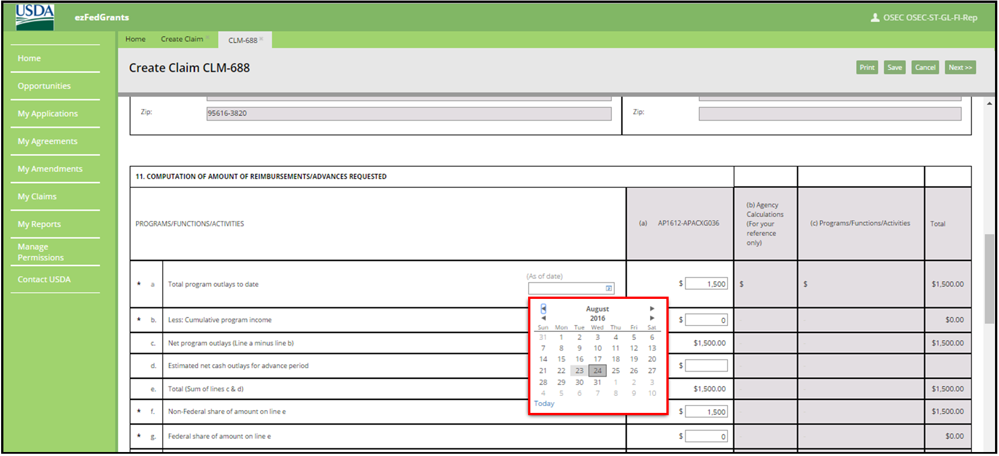 USDA
ezFedGrants
OSEC OSEC-ST-GL-FI-Rep
Home
Create Claim
CLM-688
Home
Opportunities
My Applications
My Agreements
My Amendments
My Claims
My Reports
Manage
Permissions
Contact USDA
Create Claim CLM-688
Print
Save
Cancel
Next >>
Zip:
95616-3820
Zip:
11. COMPUTATION OF AMOUNT OF REIMBURSEMENTS/ADVANCES REQUESTED
PROGRAMS/FUNCTIONS/ACTIVITIES
(a) AP1612-APACXG036
(b) Agency
Calculations
(For your
reference
only)
(c) Programs/Functions/Activities
Total
* a Total program outlays to date
(As of date)
$ 1,500 $ $ $1,500.00
* b. Less: Cumulative program income $ 0 $0.00
c. Net program outlays (Line a minus line b) $1,500.00 $1,500.00
d. Estimated net cash outlays for advance period $
e. Total (Sum of lines c & d) $1,500.00 $1,500.00
* f. Non-Federal share of amount on line e $ 1,500 $1,500.00
* g. Federal share of amount on line e $ 0 $0.00
August
2016
Sun Mon Tue Wed Thu Fri Sat
31 1 2 3 4 5 6
7 8 9 10 11 12 13
14 15 16 17 18 19 20
21 22 23 24 25 26 27
28 29 30 31 1 2 3
4 5 6 7 8 9 10
Today